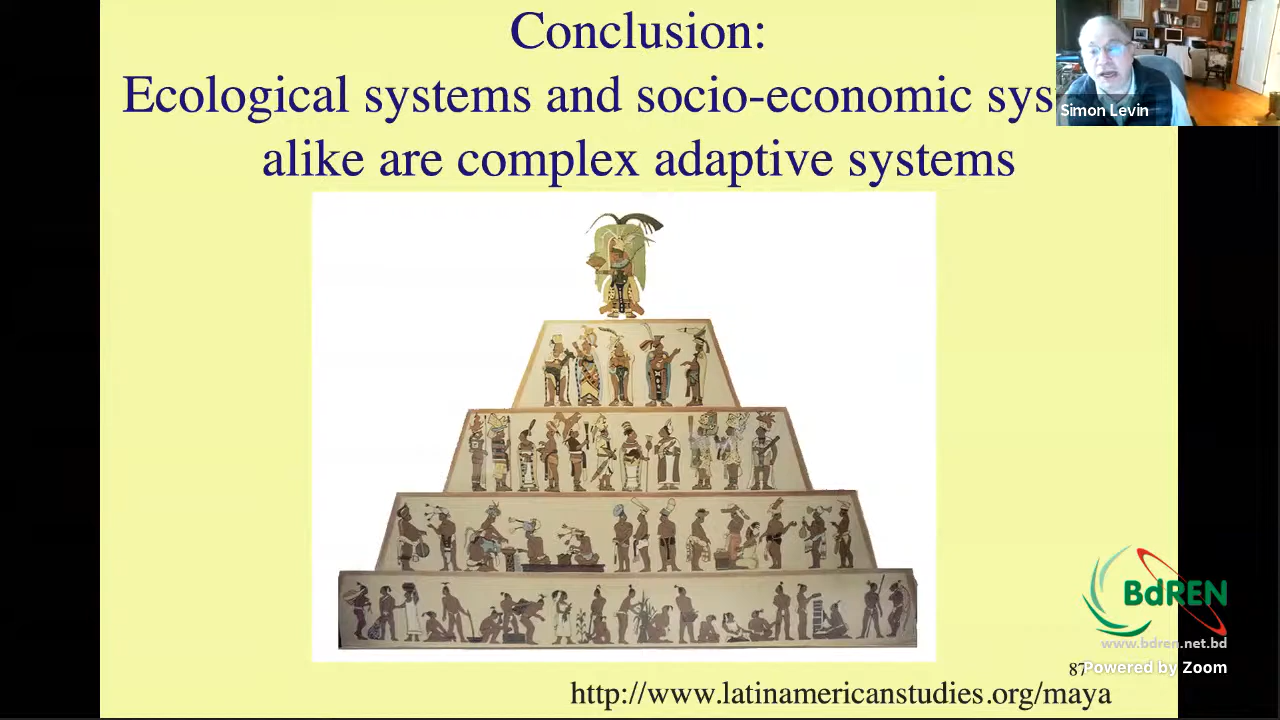 Conclusion:
Ecological systems and socio-economic sys
alike are complex adaptive systems
Simon Levin
BdREN
www.bdren.net.bd
87
Powered by Zoom
http://www.latinamericanstudies.org/maya